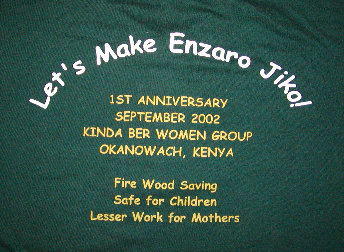 Let's Make Enzaro Jiko!
1ST ANNIVERSARY
SEPTEMBER 2002
KINDA BER WOMEN GROUP
OKANOWACH, KENYA
Fire Wood Saving
Safe for Children
Lesser Work for Mothers